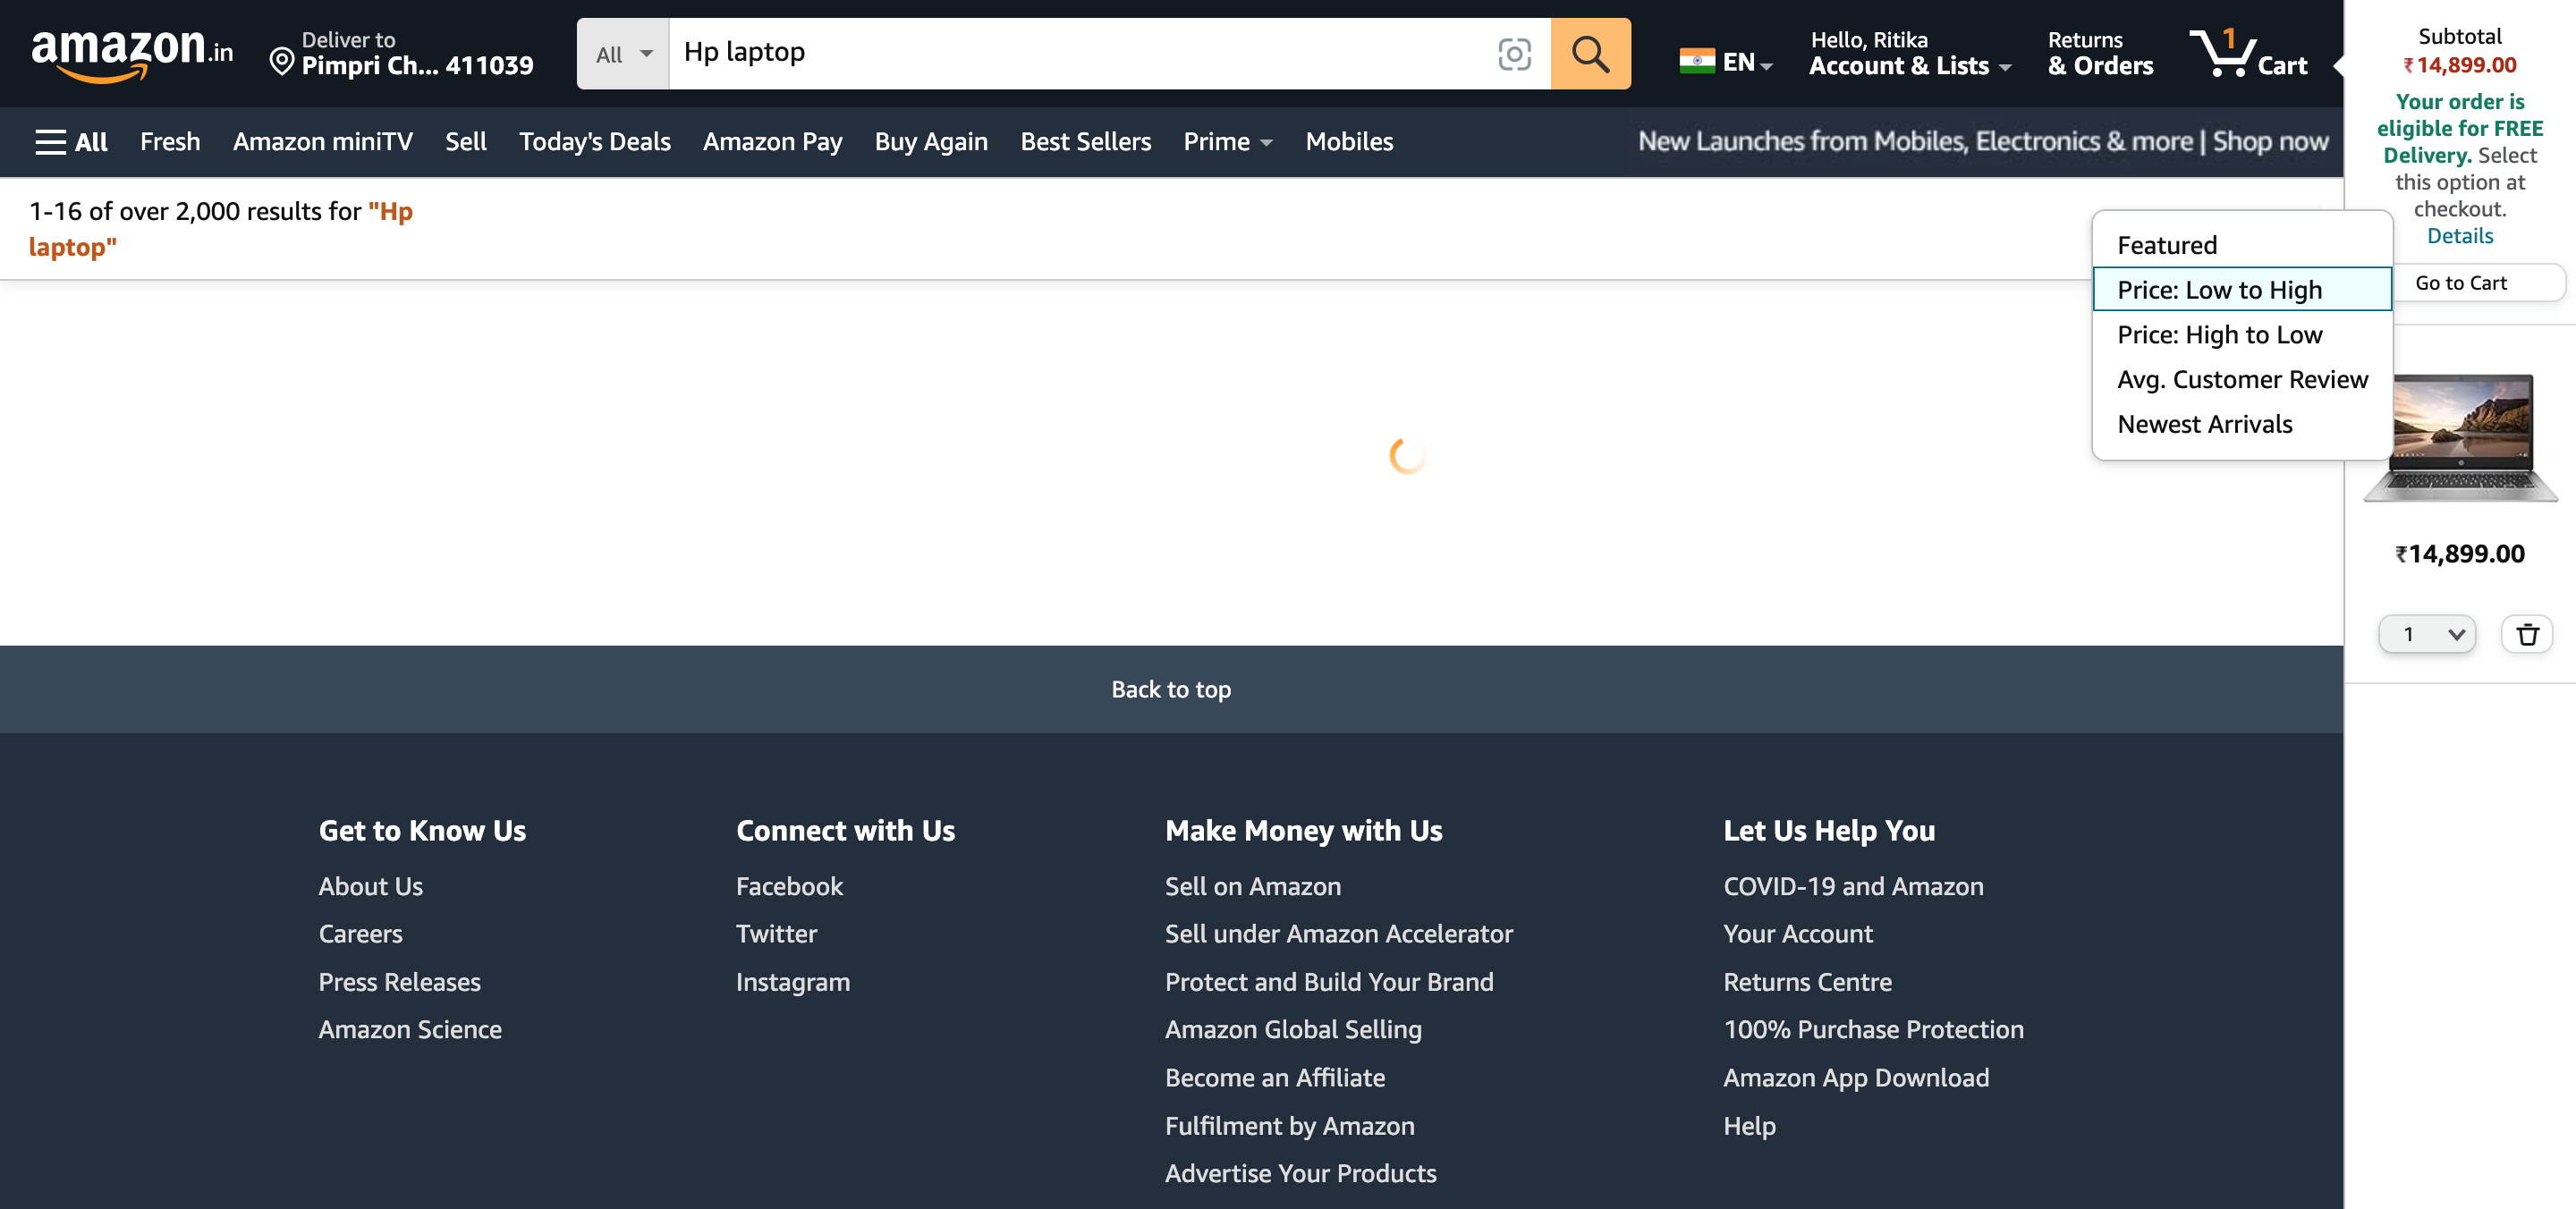 amazon.in
Deliver to
Pimpri Ch... 411039
All
Hp laptop
EN
Hello, Ritika
Account & Lists
Returns
& Orders
1
Cart
All
Fresh
Amazon miniTV
Sell
Today's Deals
Amazon Pay
Buy Again
Best Sellers
Prime
Mobiles
New Launches from Mobiles, Electronics & more | Shop now
1-16 of over 2,000 results for "Hp
laptop"
Featured
Price: Low to High
Price: High to Low
Avg. Customer Review
Newest Arrivals
Subtotal
₹14,899.00
Your order is
eligible for FREE
Delivery. Select
this option at
checkout.
Details
Go to Cart
₹14,899.00
1
Back to top
Get to Know Us
About Us
Careers
Press Releases
Amazon Science
Connect with Us
Facebook
Twitter
Instagram
Make Money with Us
Sell on Amazon
Sell under Amazon Accelerator
Protect and Build Your Brand
Amazon Global Selling
Become an Affiliate
Fulfilment by Amazon
Advertise Your Products
Let Us Help You
COVID-19 and Amazon
Your Account
Returns Centre
100% Purchase Protection
Amazon App Download
Help